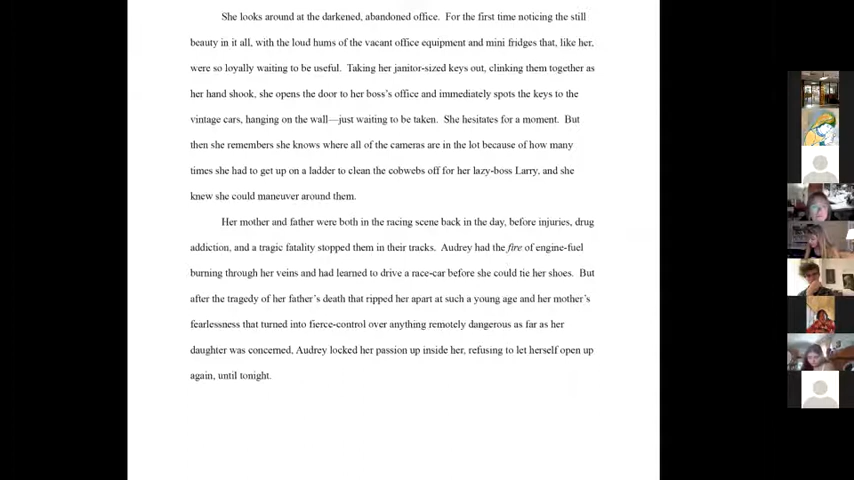 She looks around at the darkened, abandoned office. For the first time noticing the still
beauty in it all, with the loud hums of the vacant office equipment and mini fridges that, like her,
were so loyally waiting to be useful. Taking her janitor-sized keys out, clinking them together as
her hand shook, she opens the door to her boss's office and immediately spots the keys to the
vintage cars, hanging on the wall—just waiting to be taken. She hesitates for a moment. But
then she remembers she knows where all of the cameras are in the lot because of how many
times she had to get up on a ladder to clean the cobwebs off for her lazy-boss Larry, and she
knew she could maneuver around them.
Her mother and father were both in the racing scene back in the day, before injuries, drug
addiction, and a tragic fatality stopped them in their tracks. Audrey had the fire of engine-fuel
burning through her veins and had learned to drive a race-car before she could tie her shoes. But
after the tragedy of her father's death that ripped her apart at such a young age and her mother's
fearlessness that turned into fierce-control over anything remotely dangerous as far as her
daughter was concerned, Audrey locked her passion up inside her, refusing to let herself open up
again, until tonight.